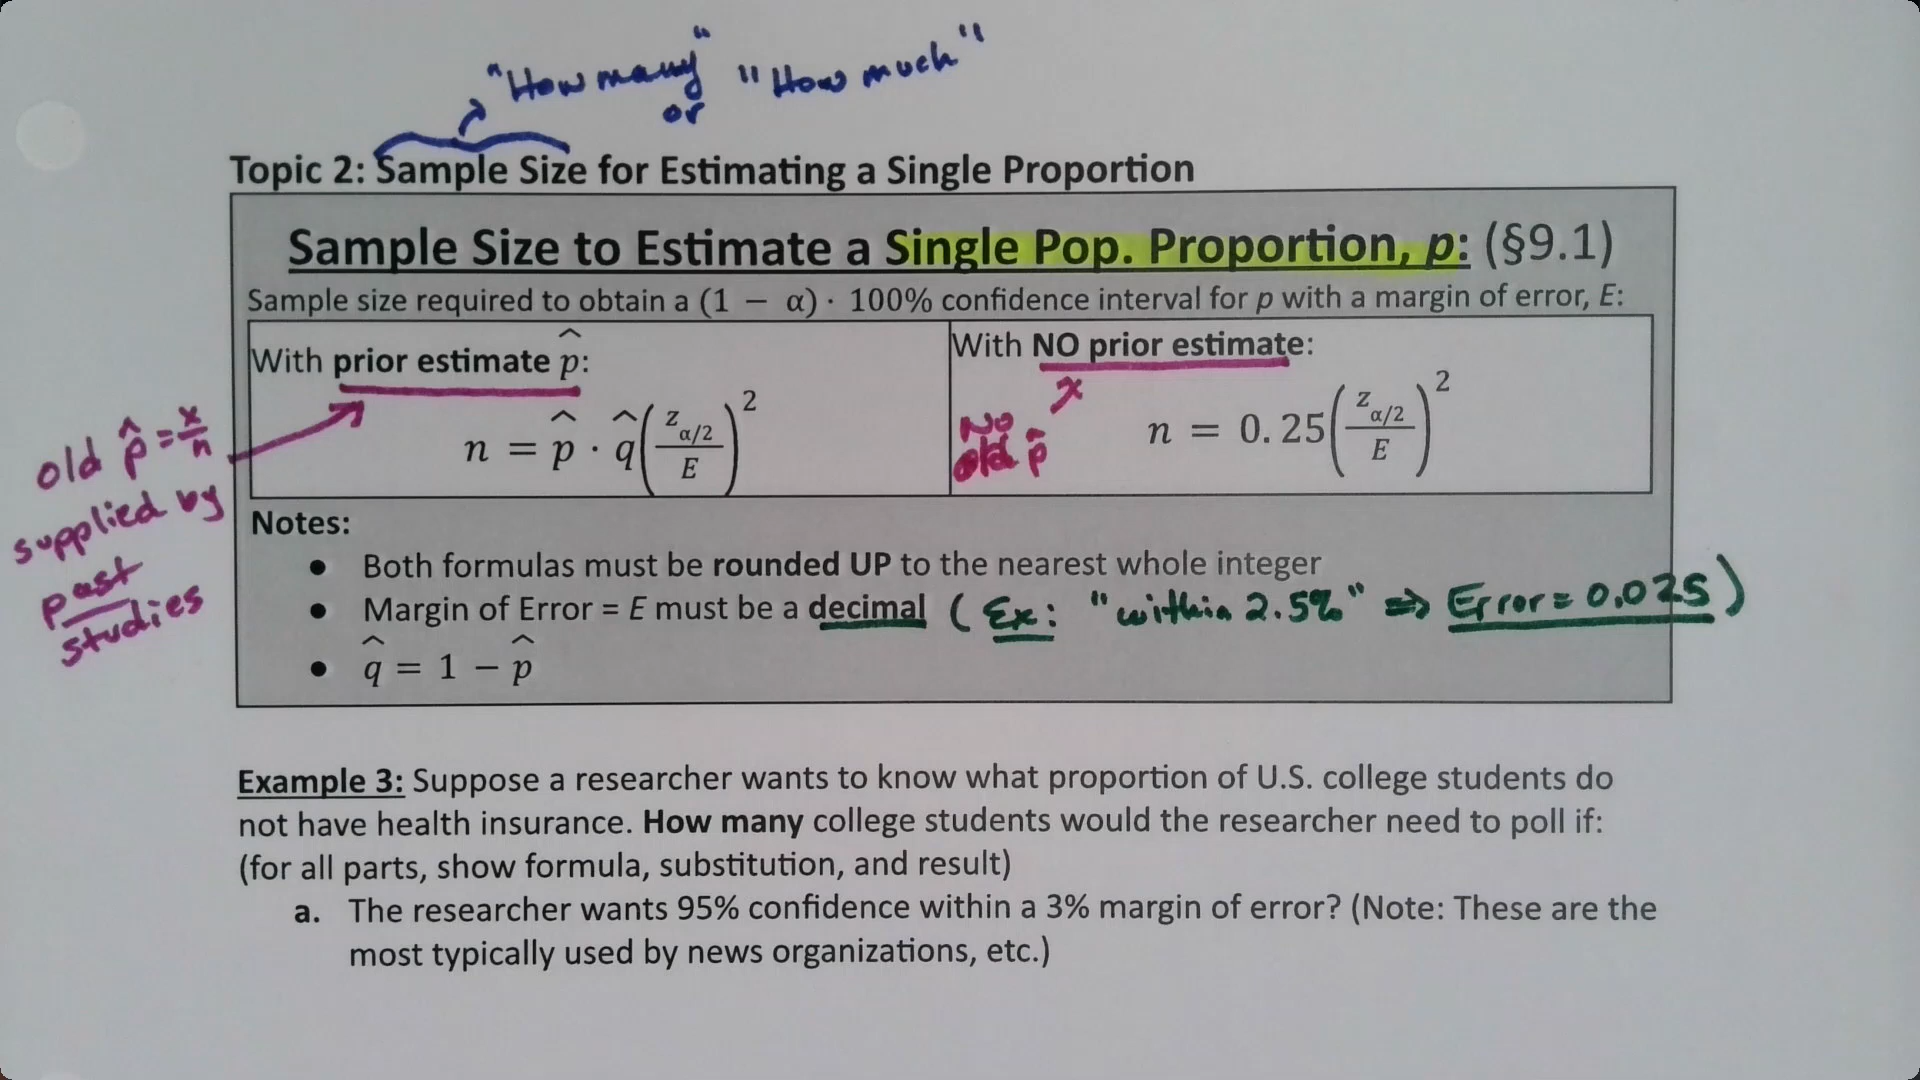 "How many" "How much"
or
Topic 2: Sample Size for Estimating a Single Proportion
Sample Size to Estimate a Single Pop. Proportion, p: (§9.1)
Sample size required to obtain a (1 − α) · 100% confidence interval for p with a margin of error, E:
With prior estimate p̂:
n = p̂ · q̂(z_{α/2}/E)²
With NO prior estimate:
No
old p̂
n = 0.25(z_{α/2}/E)²
old p̂ = x/n
supplied by
past
studies
Notes:
● Both formulas must be rounded UP to the nearest whole integer
● Margin of Error = E must be a decimal (Ex: "within 2.5%" ⇒ Error = 0.025)
● q̂ = 1 − p̂
Example 3: Suppose a researcher wants to know what proportion of U.S. college students do
not have health insurance. How many college students would the researcher need to poll if:
(for all parts, show formula, substitution, and result)
a. The researcher wants 95% confidence within a 3% margin of error? (Note: These are the
most typically used by news organizations, etc.)